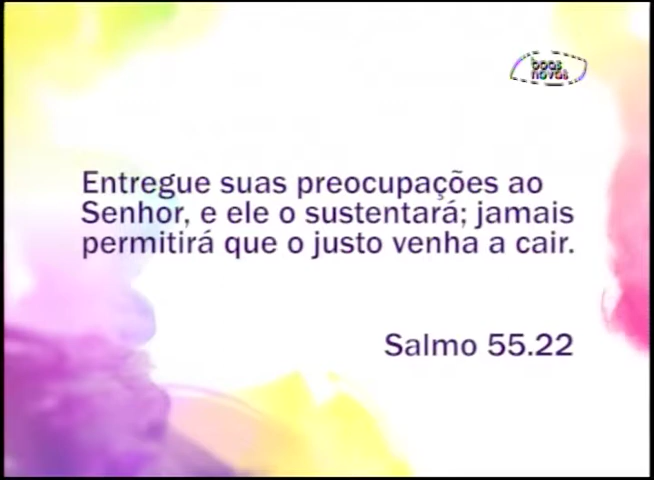 boas
novas
Entregue suas preocupações ao
Senhor, e ele o sustentará; jamais
permitirá que o justo venha a cair.
Salmo 55.22